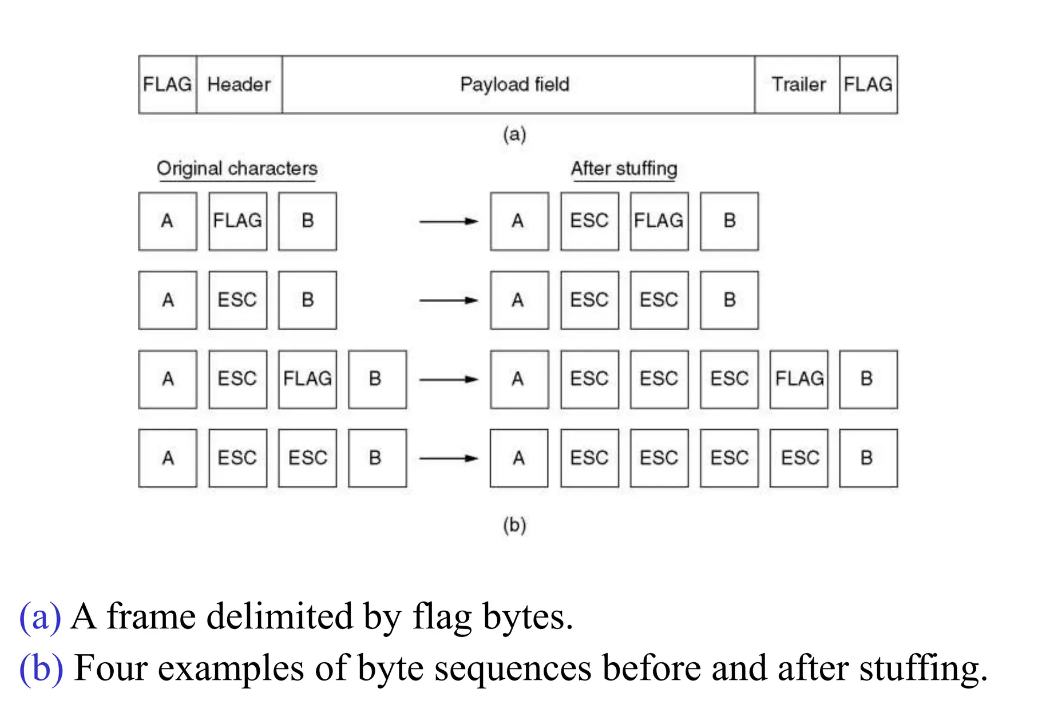 FLAG Header Payload field Trailer FLAG
(a)
Original characters After stuffing
A FLAG B A ESC FLAG B
A ESC B A ESC ESC B
A ESC FLAG B A ESC ESC ESC FLAG B
A ESC ESC B A ESC ESC ESC ESC B
(b)
(a) A frame delimited by flag bytes.
(b) Four examples of byte sequences before and after stuffing.